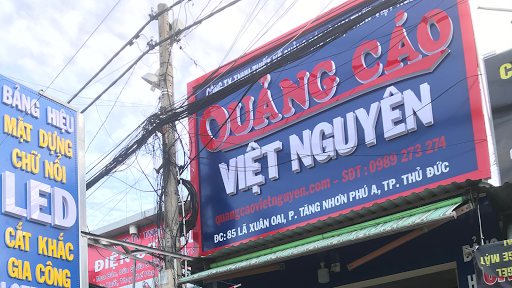 BẢNG HIỆU
MẶT DỰNG
CHỮ NỔI
LED
CẮT KHẮC
GIA CÔNG
QUẢNG CÁO
VIỆT NGUYÊN
quangcaovietnguyen.com - SĐT : 0989 273 274
ĐC: 85 LÃ XUÂN OAI, P. TĂNG NHƠN PHÚ A, TP. THỦ ĐỨC
ĐIỆN